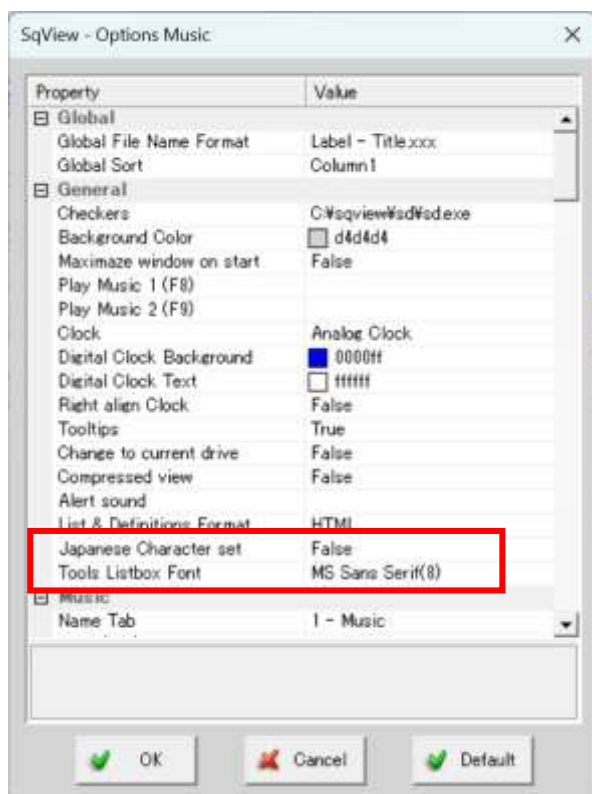 SqView - Options Music
Property Value
Global
Global File Name Format Label - Title.xxx
Global Sort Column1
General
Checkers C:¥sqview¥sd¥sd.exe
Background Color d4d4d4
Maximaze window on start False
Play Music 1 (F8)
Play Music 2 (F9)
Clock Analog Clock
Digital Clock Background 0000ff
Digital Clock Text ffffff
Right align Clock False
Tooltips True
Change to current drive False
Compressed view False
Alert sound
List & Definitions Format HTML
Japanese Character set False
Tools Listbox Font MS Sans Serif(8)
Music
Name Tab 1 - Music
OK Cancel Default